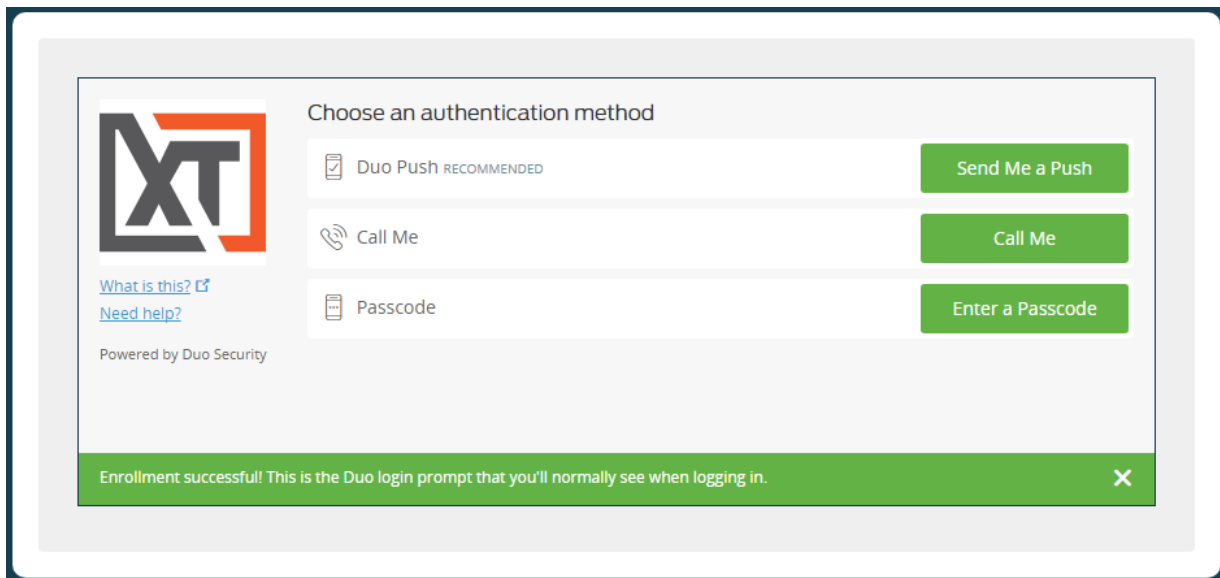 XT
Choose an authentication method
Duo Push RECOMMENDED
Send Me a Push
Call Me
Call Me
Passcode
Enter a Passcode
What is this?
Need help?
Powered by Duo Security
Enrollment successful! This is the Duo login prompt that you'll normally see when logging in.